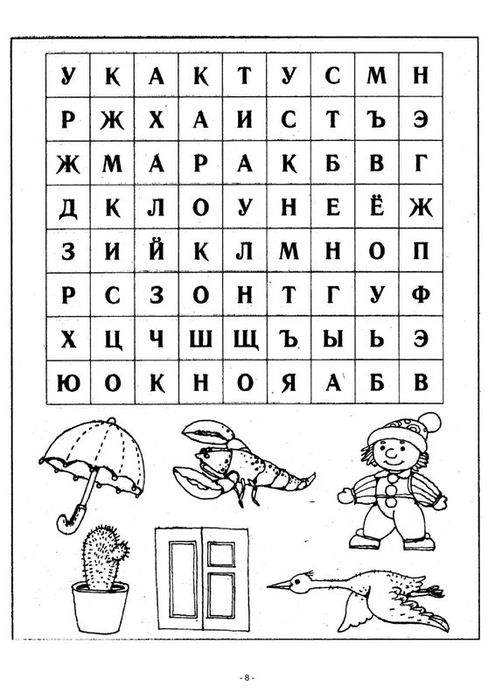 У К А К Т У С М Н
Р Ж Х А И С Т Ъ Э
Ж М А Р А К Б В Г
Д К Л О У Н Е Ё Ж
З И Й К Л М Н О П
Р С З О Н Т Г У Ф
Х Ц Ч Ш Щ Ъ Ы Ь Э
Ю О К Н О Я А Б В
- 8 -